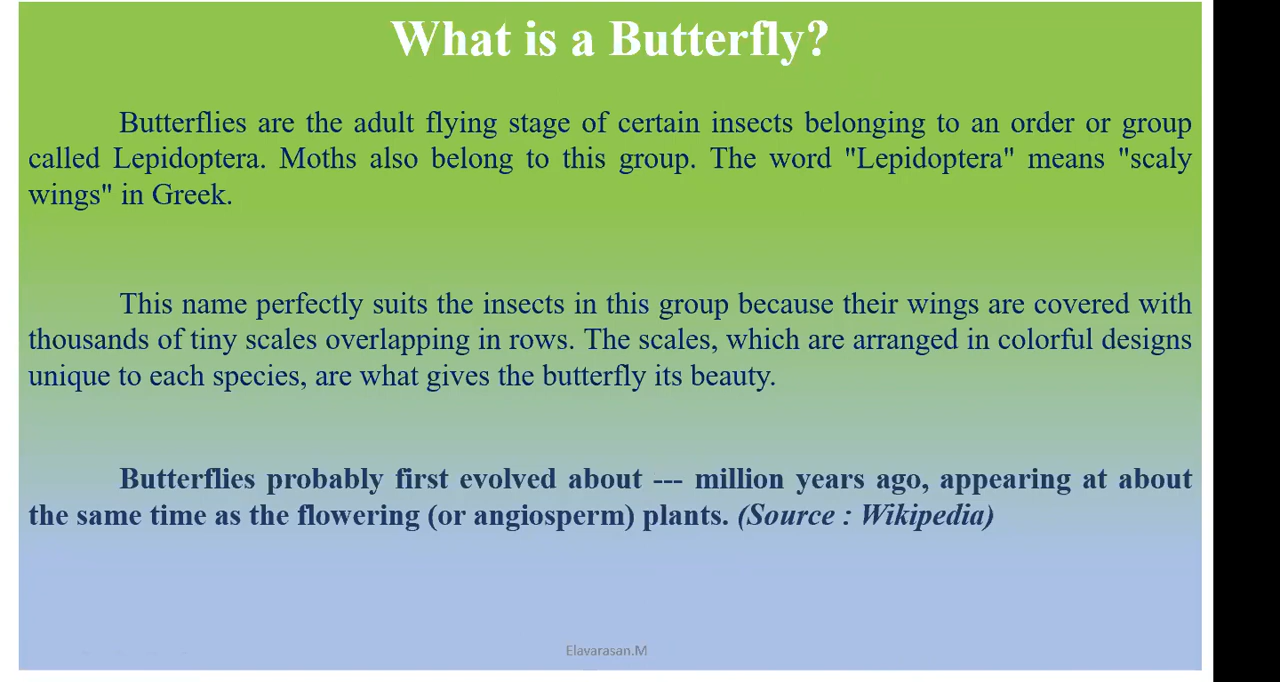 What is a Butterfly?
Butterflies are the adult flying stage of certain insects belonging to an order or group
called Lepidoptera. Moths also belong to this group. The word "Lepidoptera" means "scaly
wings" in Greek.
This name perfectly suits the insects in this group because their wings are covered with
thousands of tiny scales overlapping in rows. The scales, which are arranged in colorful designs
unique to each species, are what gives the butterfly its beauty.
Butterflies probably first evolved about --- million years ago, appearing at about
the same time as the flowering (or angiosperm) plants. (Source : Wikipedia)
Elavarasan.M